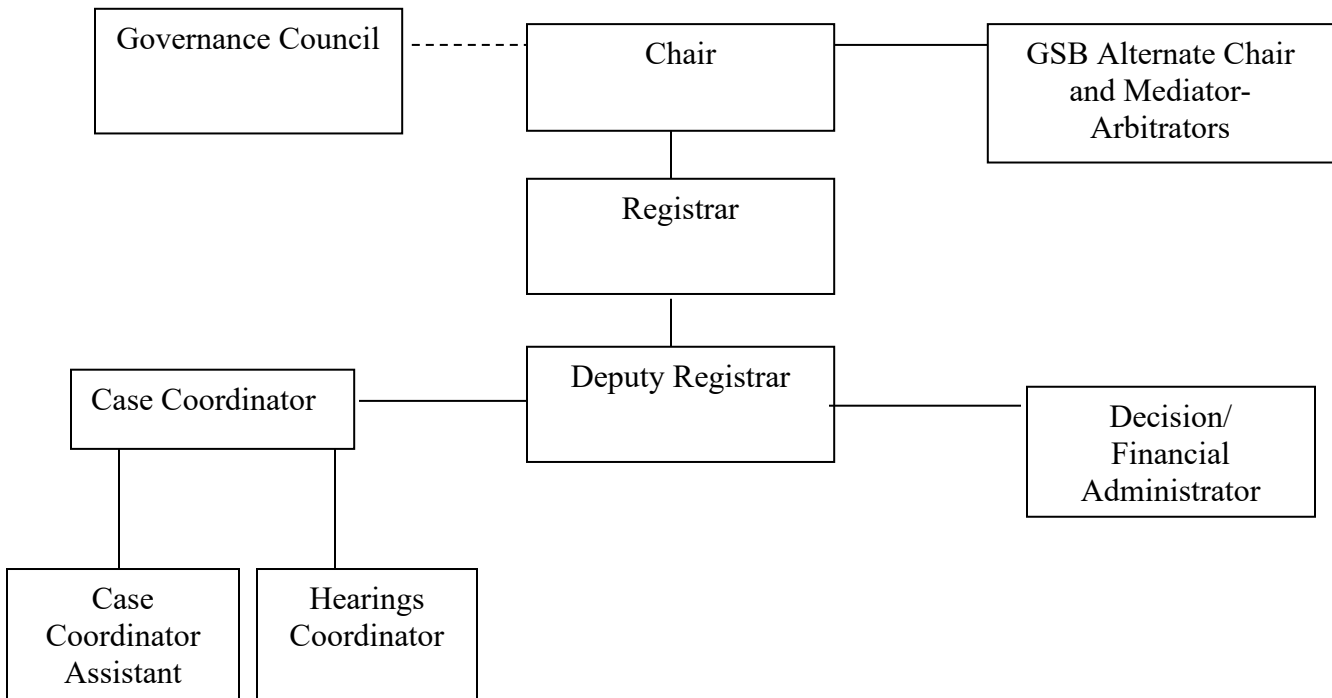 Governance Council
Chair
GSB Alternate Chair
and Mediator-
Arbitrators
Registrar
Deputy Registrar
Case Coordinator
Decision/
Financial
Administrator
Case
Coordinator
Assistant
Hearings
Coordinator